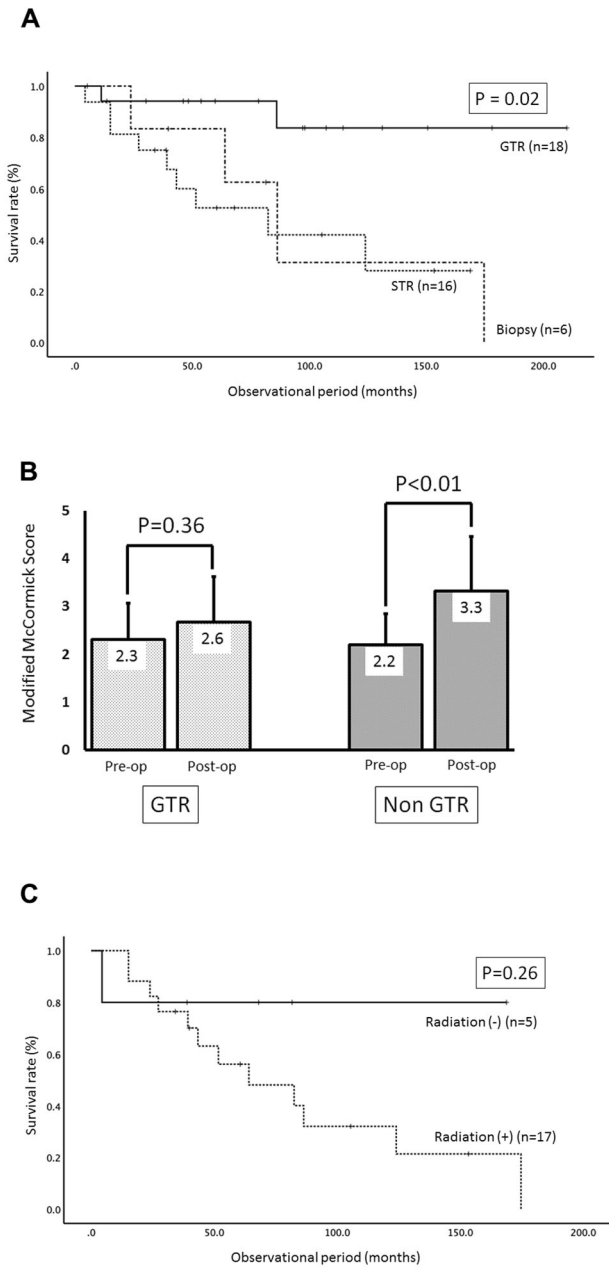 A
1.0
0.8
0.6
0.4
0.2
0.0
Survival rate (%)
P = 0.02
GTR (n=18)
STR (n=16)
Biopsy (n=6)
.0 50.0 100.0 150.0 200.0
Observational period (months)
B
Modified McCormick Score
5
4
3
2
1
0
P=0.36
P<0.01
2.3
2.6
2.2
3.3
Pre-op Post-op Pre-op Post-op
GTR Non GTR
C
1.0
0.8
0.6
0.4
0.2
0.0
Survival rate (%)
P=0.26
Radiation (-) (n=5)
Radiation (+) (n=17)
.0 50.0 100.0 150.0 200.0
Observational period (months)